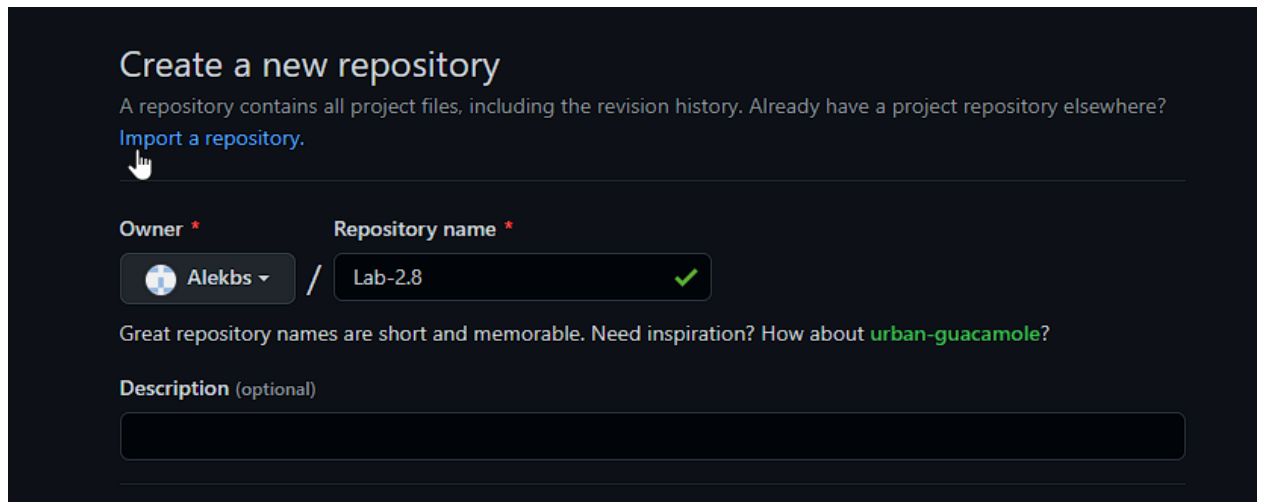 Create a new repository
A repository contains all project files, including the revision history. Already have a project repository elsewhere?
Import a repository.
Owner * Repository name *
Alekbs / Lab-2.8
Great repository names are short and memorable. Need inspiration? How about urban-guacamole?
Description (optional)